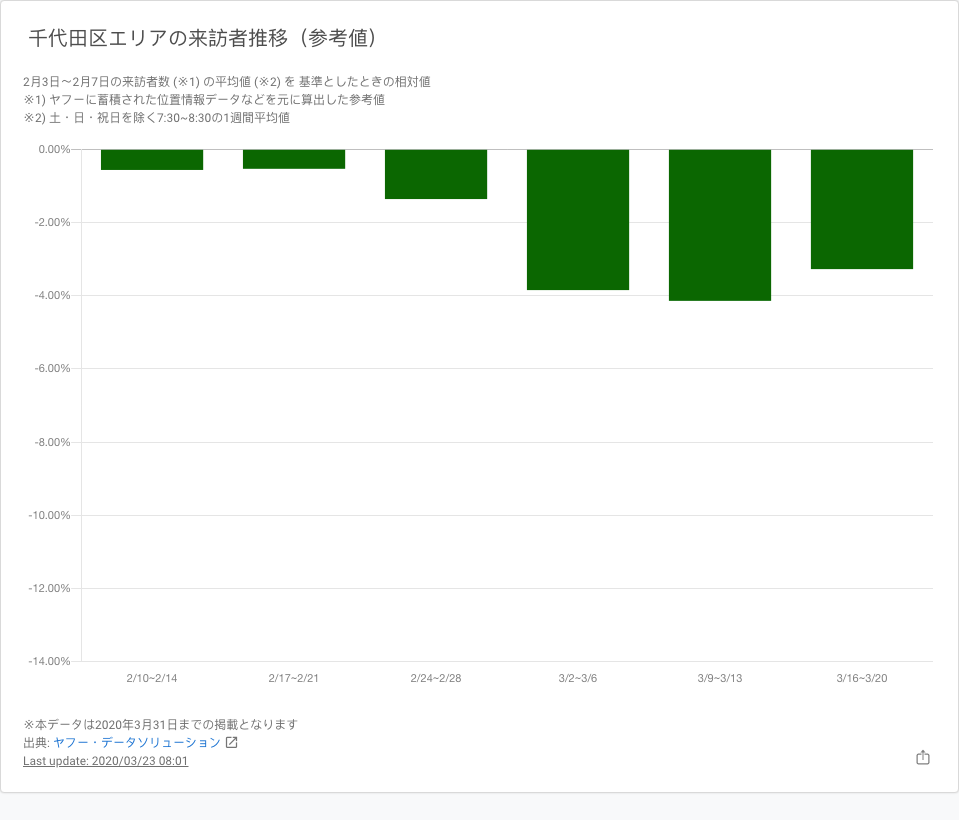 千代田区エリアの来訪者推移（参考値）
2月3日～2月7日の来訪者数 (※1) の平均値 (※2) を 基準としたときの相対値
※1) ヤフーに蓄積された位置情報データなどを元に算出した参考値
※2) 土・日・祝日を除く7:30~8:30の1週間平均値
0.00%
-2.00%
-4.00%
-6.00%
-8.00%
-10.00%
-12.00%
-14.00%
2/10~2/14 2/17~2/21 2/24~2/28 3/2~3/6 3/9~3/13 3/16~3/20
※本データは2020年3月31日までの掲載となります
出典: ヤフー・データソリューション
Last update: 2020/03/23 08:01